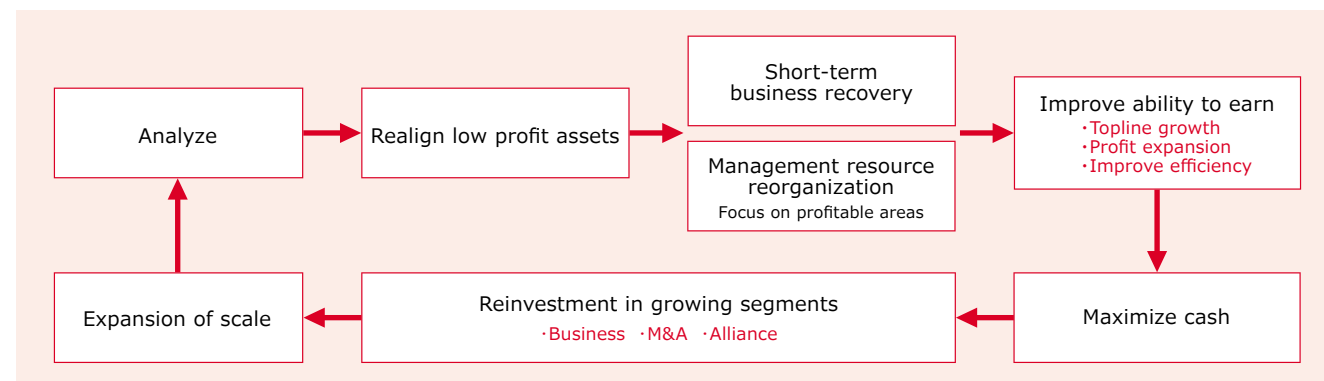 Analyze
Realign low profit assets
Short-term
business recovery
Management resource
reorganization
Focus on profitable areas
Improve ability to earn
・Topline growth
・Profit expansion
・Improve efficiency
Maximize cash
Reinvestment in growing segments
・Business ・M&A ・Alliance
Expansion of scale